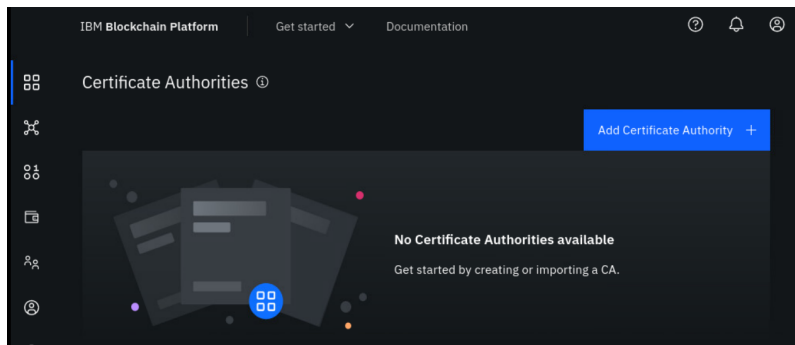 IBM Blockchain Platform Get started Documentation
Certificate Authorities
Add Certificate Authority +
No Certificate Authorities available
Get started by creating or importing a CA.